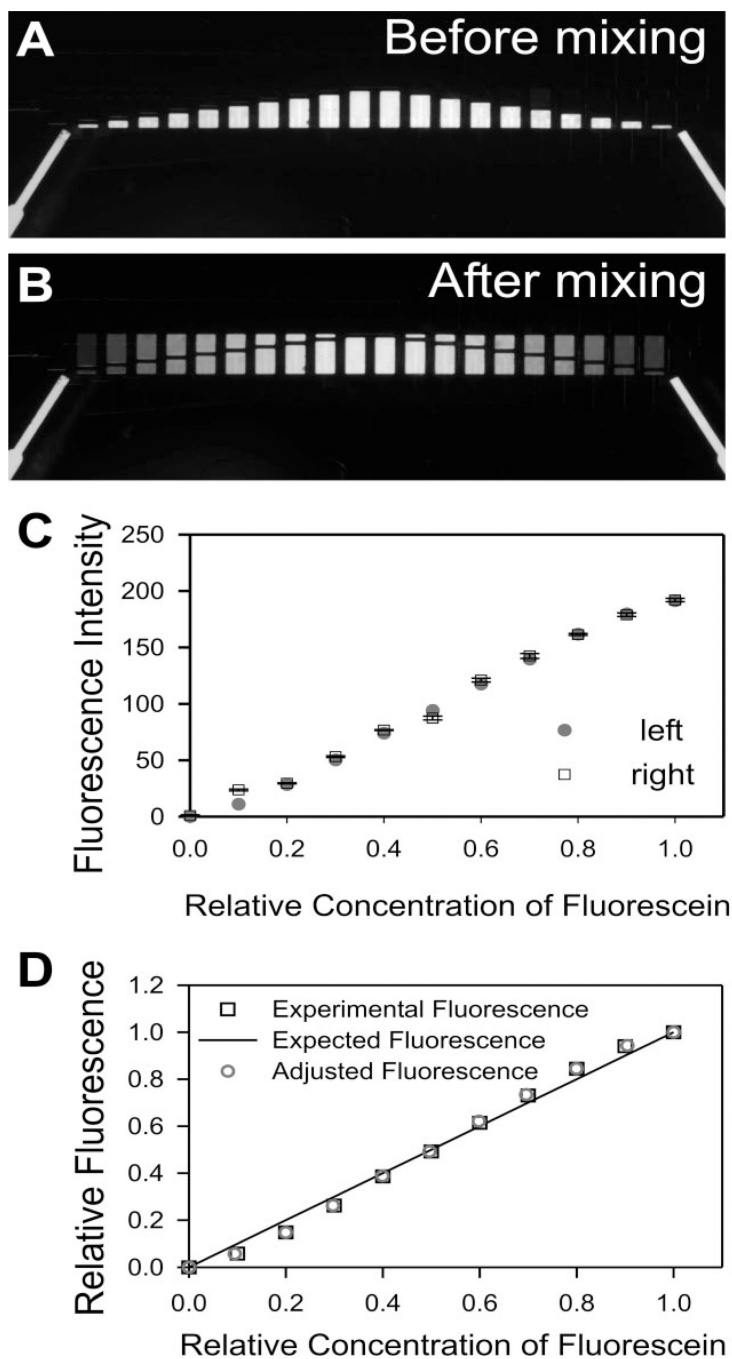 A
Before mixing
B
After mixing
C
250
200
150
100
50
0
Fluorescence Intensity
left
right
0.0 0.2 0.4 0.6 0.8 1.0
Relative Concentration of Fluorescein
D
1.2
1.0
0.8
0.6
0.4
0.2
0.0
Relative Fluorescence
Experimental Fluorescence
Expected Fluorescence
Adjusted Fluorescence
0.0 0.2 0.4 0.6 0.8 1.0
Relative Concentration of Fluorescein